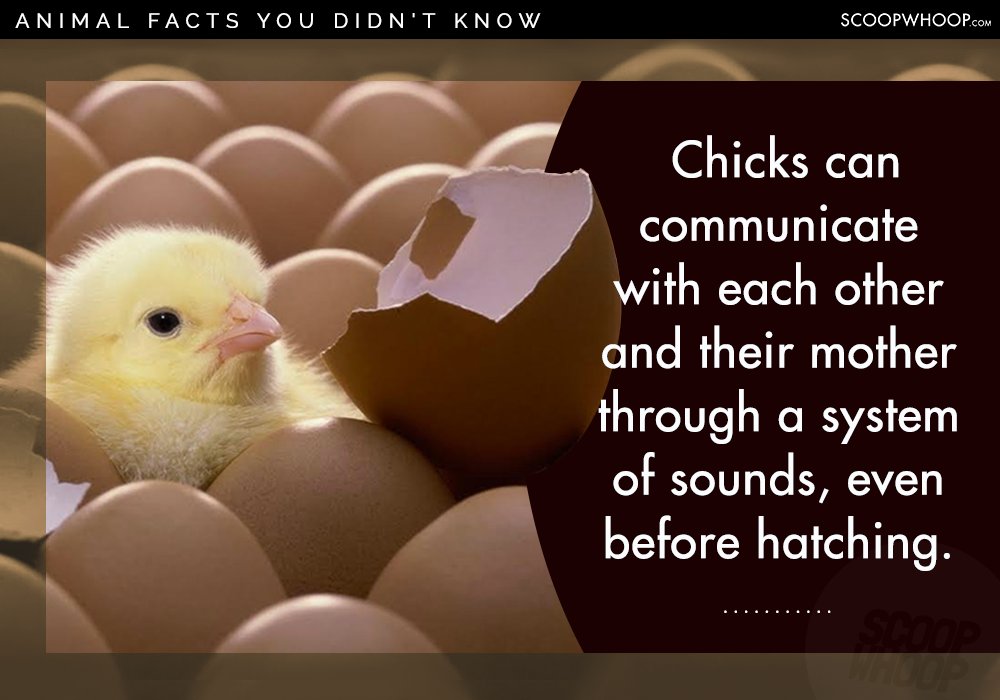 ANIMAL FACTS YOU DIDN'T KNOW
SCOOPWHOOP.COM
Chicks can
communicate
with each other
and their mother
through a system
of sounds, even
before hatching.
...........
SCOOP
WHOOP